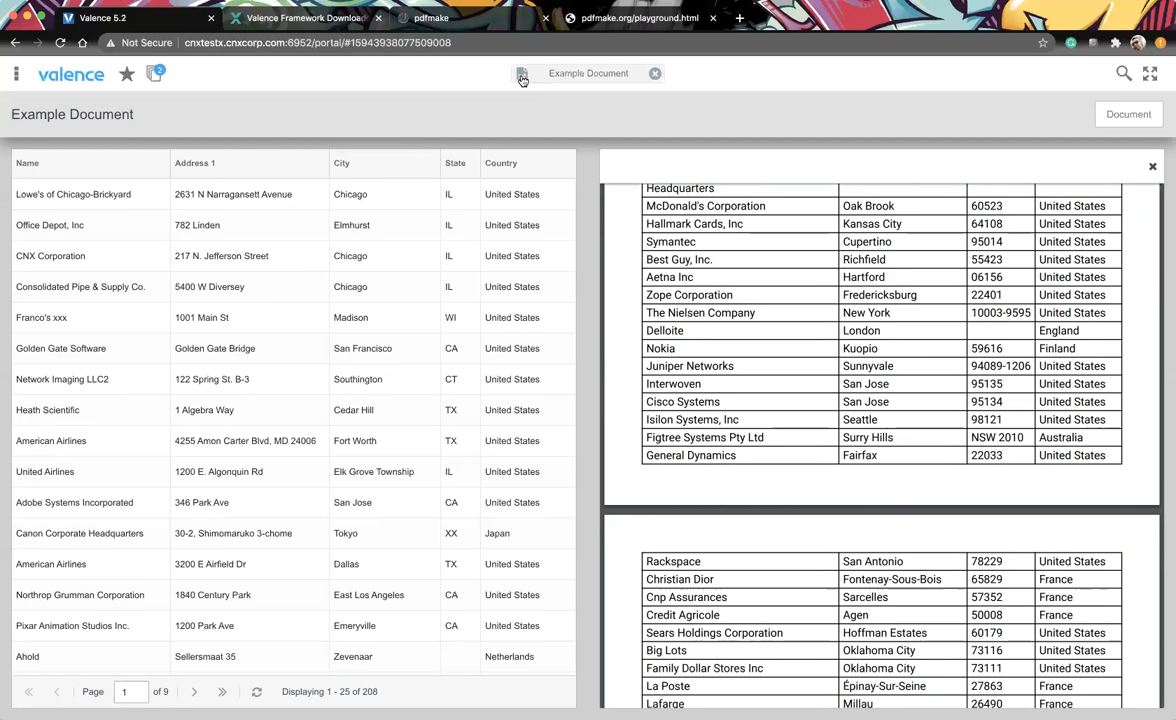 Valence 5.2
Valence Framework Download
pdfmake
pdfmake.org/playground.html
Not Secure cnxtestx.cnxcorp.com:6952/portal/#15943938077509008
valence 2 Example Document
Example Document Document
Name Address 1 City State Country
Lowe's of Chicago-Brickyard 2631 N Narragansett Avenue Chicago IL United States
Office Depot, Inc 782 Linden Elmhurst IL United States
CNX Corporation 217 N. Jefferson Street Chicago IL United States
Consolidated Pipe & Supply Co. 5400 W Diversey Chicago IL United States
Franco's xxx 1001 Main St Madison WI United States
Golden Gate Software Golden Gate Bridge San Francisco CA United States
Network Imaging LLC2 122 Spring St. B-3 Southington CT United States
Heath Scientific 1 Algebra Way Cedar Hill TX United States
American Airlines 4255 Amon Carter Blvd, MD 24006 Fort Worth TX United States
United Airlines 1200 E. Algonquin Rd Elk Grove Township IL United States
Adobe Systems Incorporated 346 Park Ave San Jose CA United States
Canon Corporate Headquarters 30-2, Shimomaruko 3-chome Tokyo XX Japan
American Airlines 3200 E Airfield Dr Dallas TX United States
Northrop Grumman Corporation 1840 Century Park East Los Angeles CA United States
Pixar Animation Studios Inc. 1200 Park Ave Emeryville CA United States
Ahold Sellersmaat 35 Zevenaar Netherlands
Page 1 of 9 Displaying 1 - 25 of 208
Headquarters
McDonald's Corporation Oak Brook 60523 United States
Hallmark Cards, Inc Kansas City 64108 United States
Symantec Cupertino 95014 United States
Best Guy, Inc. Richfield 55423 United States
Aetna Inc Hartford 06156 United States
Zope Corporation Fredericksburg 22401 United States
The Nielsen Company New York 10003-9595 United States
Delloite London England
Nokia Kuopio 59616 Finland
Juniper Networks Sunnyvale 94089-1206 United States
Interwoven San Jose 95135 United States
Cisco Systems San Jose 95134 United States
Isilon Systems, Inc Seattle 98121 United States
Figtree Systems Pty Ltd Surry Hills NSW 2010 Australia
General Dynamics Fairfax 22033 United States
Rackspace San Antonio 78229 United States
Christian Dior Fontenay-Sous-Bois 65829 France
Cnp Assurances Sarcelles 57352 France
Credit Agricole Agen 50008 France
Sears Holdings Corporation Hoffman Estates 60179 United States
Big Lots Oklahoma City 73116 United States
Family Dollar Stores Inc Oklahoma City 73111 United States
La Poste Épinay-Sur-Seine 27863 France
Lafarge Millau 26490 France